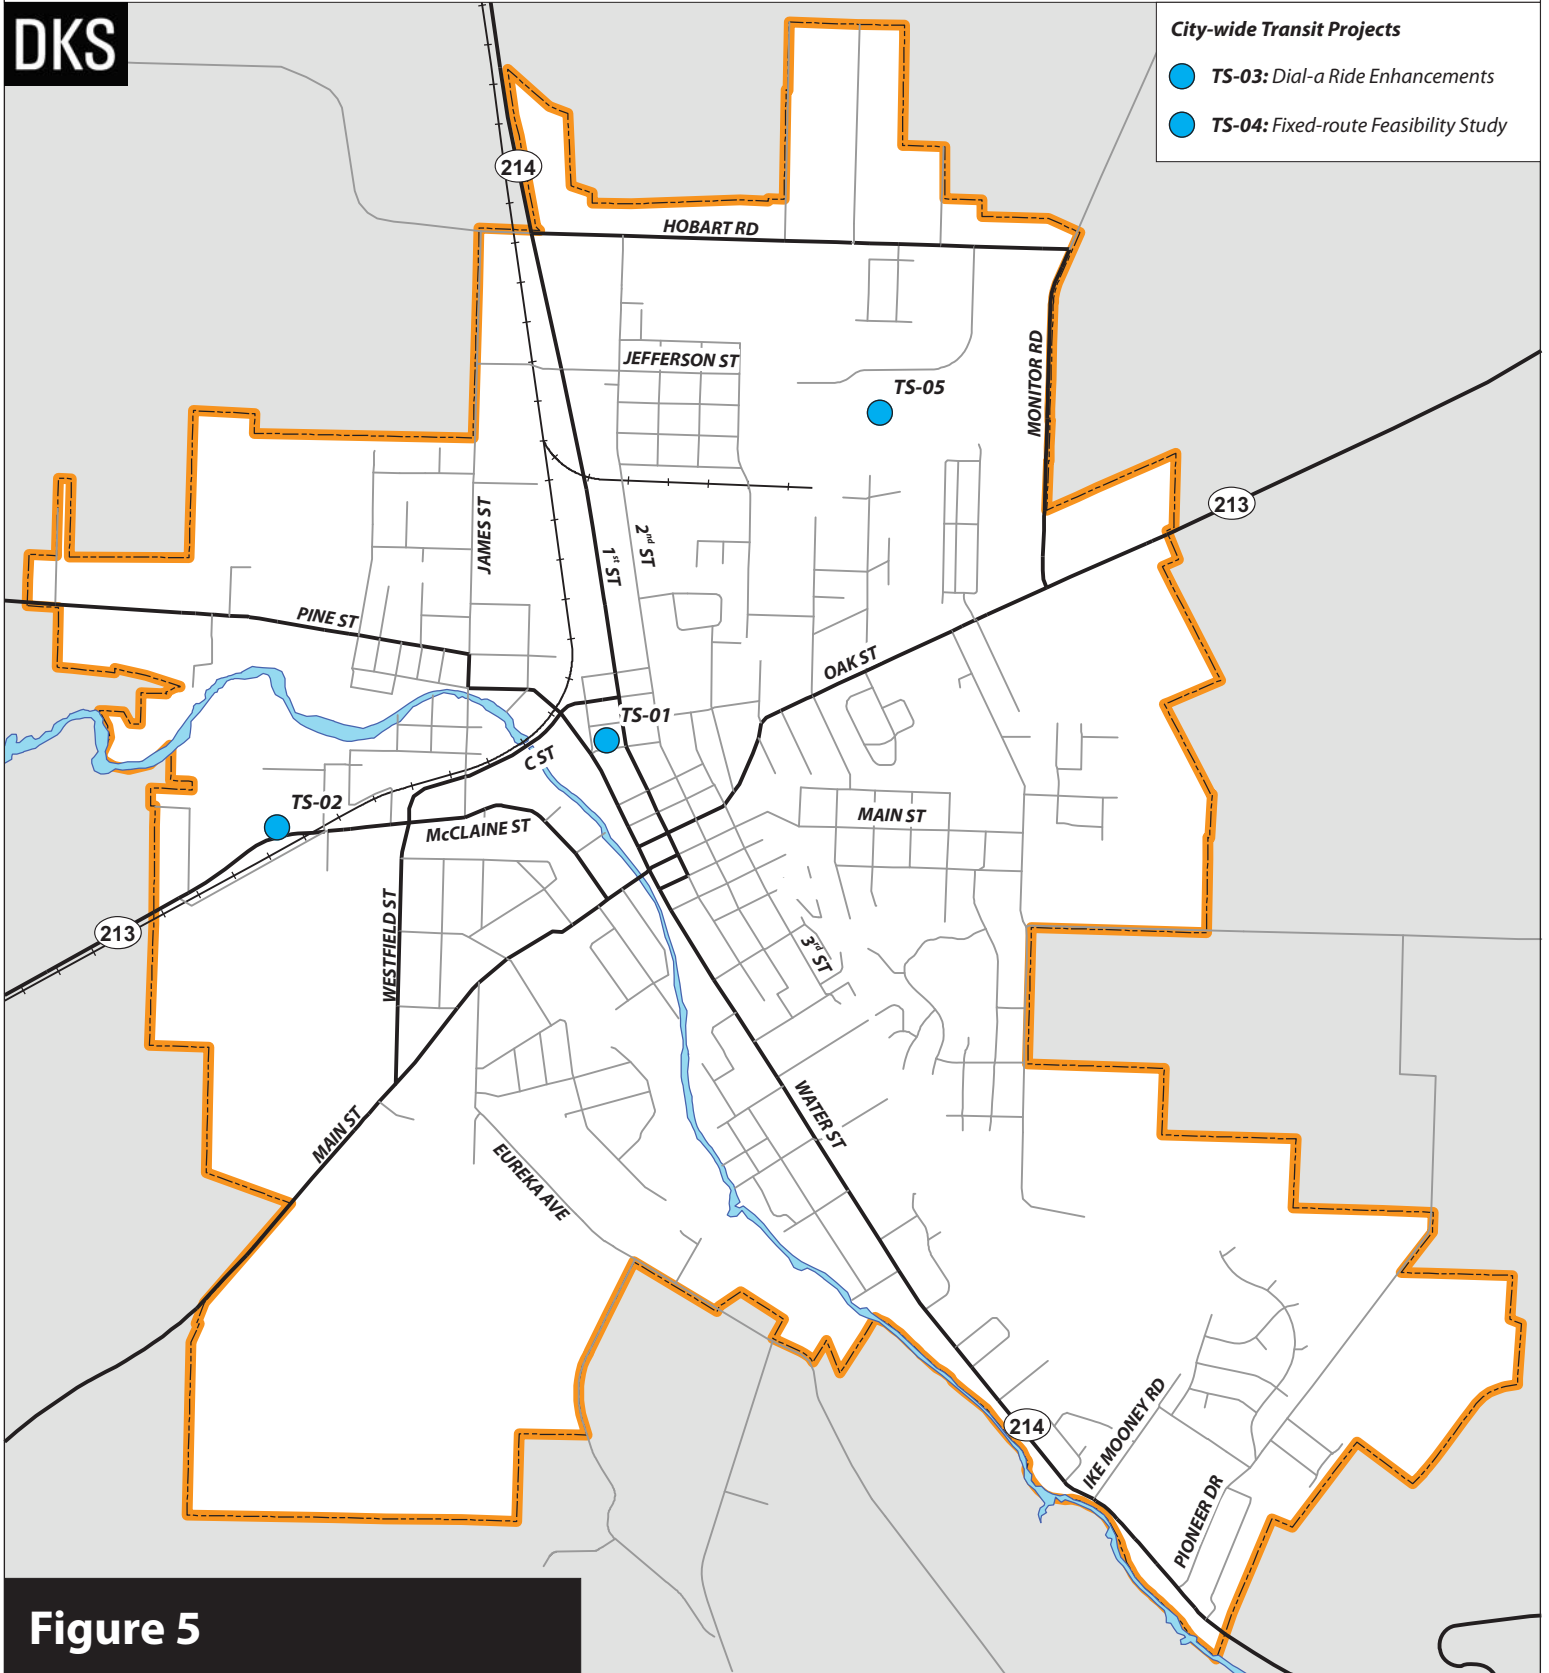 DKS
City-wide Transit Projects
TS-03: Dial-a Ride Enhancements
TS-04: Fixed-route Feasibility Study
214
HOBART RD
JEFFERSON ST
MONITOR RD
TS-05
213
JAMES ST
1st ST
2nd ST
PINE ST
OAK ST
TS-01
C ST
TS-02
MAIN ST
McCLAINE ST
WESTFIELD ST
213
3rd ST
WATER ST
MAIN ST
EUREKA AVE
IKE MOONEY RD
214
PIONEER DR
Figure 5